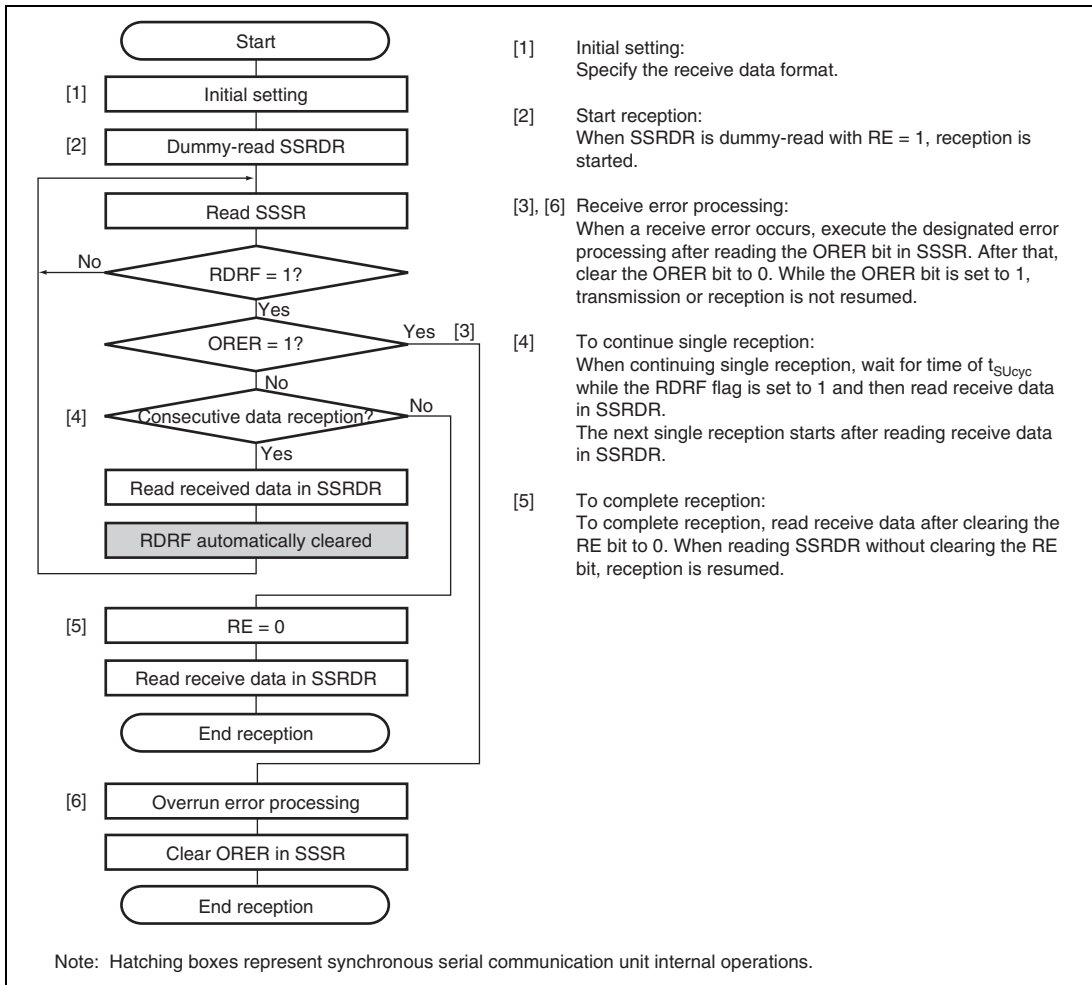 Start
[1] Initial setting
[2] Dummy-read SSRDR
Read SSSR
No
RDRF = 1?
Yes
ORER = 1?
Yes [3]
No
[4] Consecutive data reception?
No
Yes
Read received data in SSRDR
RDRF automatically cleared
[5] RE = 0
Read receive data in SSRDR
End reception
[6] Overrun error processing
Clear ORER in SSSR
End reception
[1] Initial setting:
Specify the receive data format.
[2] Start reception:
When SSRDR is dummy-read with RE = 1, reception is
started.
[3], [6] Receive error processing:
When a receive error occurs, execute the designated error
processing after reading the ORER bit in SSSR. After that,
clear the ORER bit to 0. While the ORER bit is set to 1,
transmission or reception is not resumed.
[4] To continue single reception:
When continuing single reception, wait for time of tSUcyc
while the RDRF flag is set to 1 and then read receive data
in SSRDR.
The next single reception starts after reading receive data
in SSRDR.
[5] To complete reception:
To complete reception, read receive data after clearing the
RE bit to 0. When reading SSRDR without clearing the RE
bit, reception is resumed.
Note: Hatching boxes represent synchronous serial communication unit internal operations.